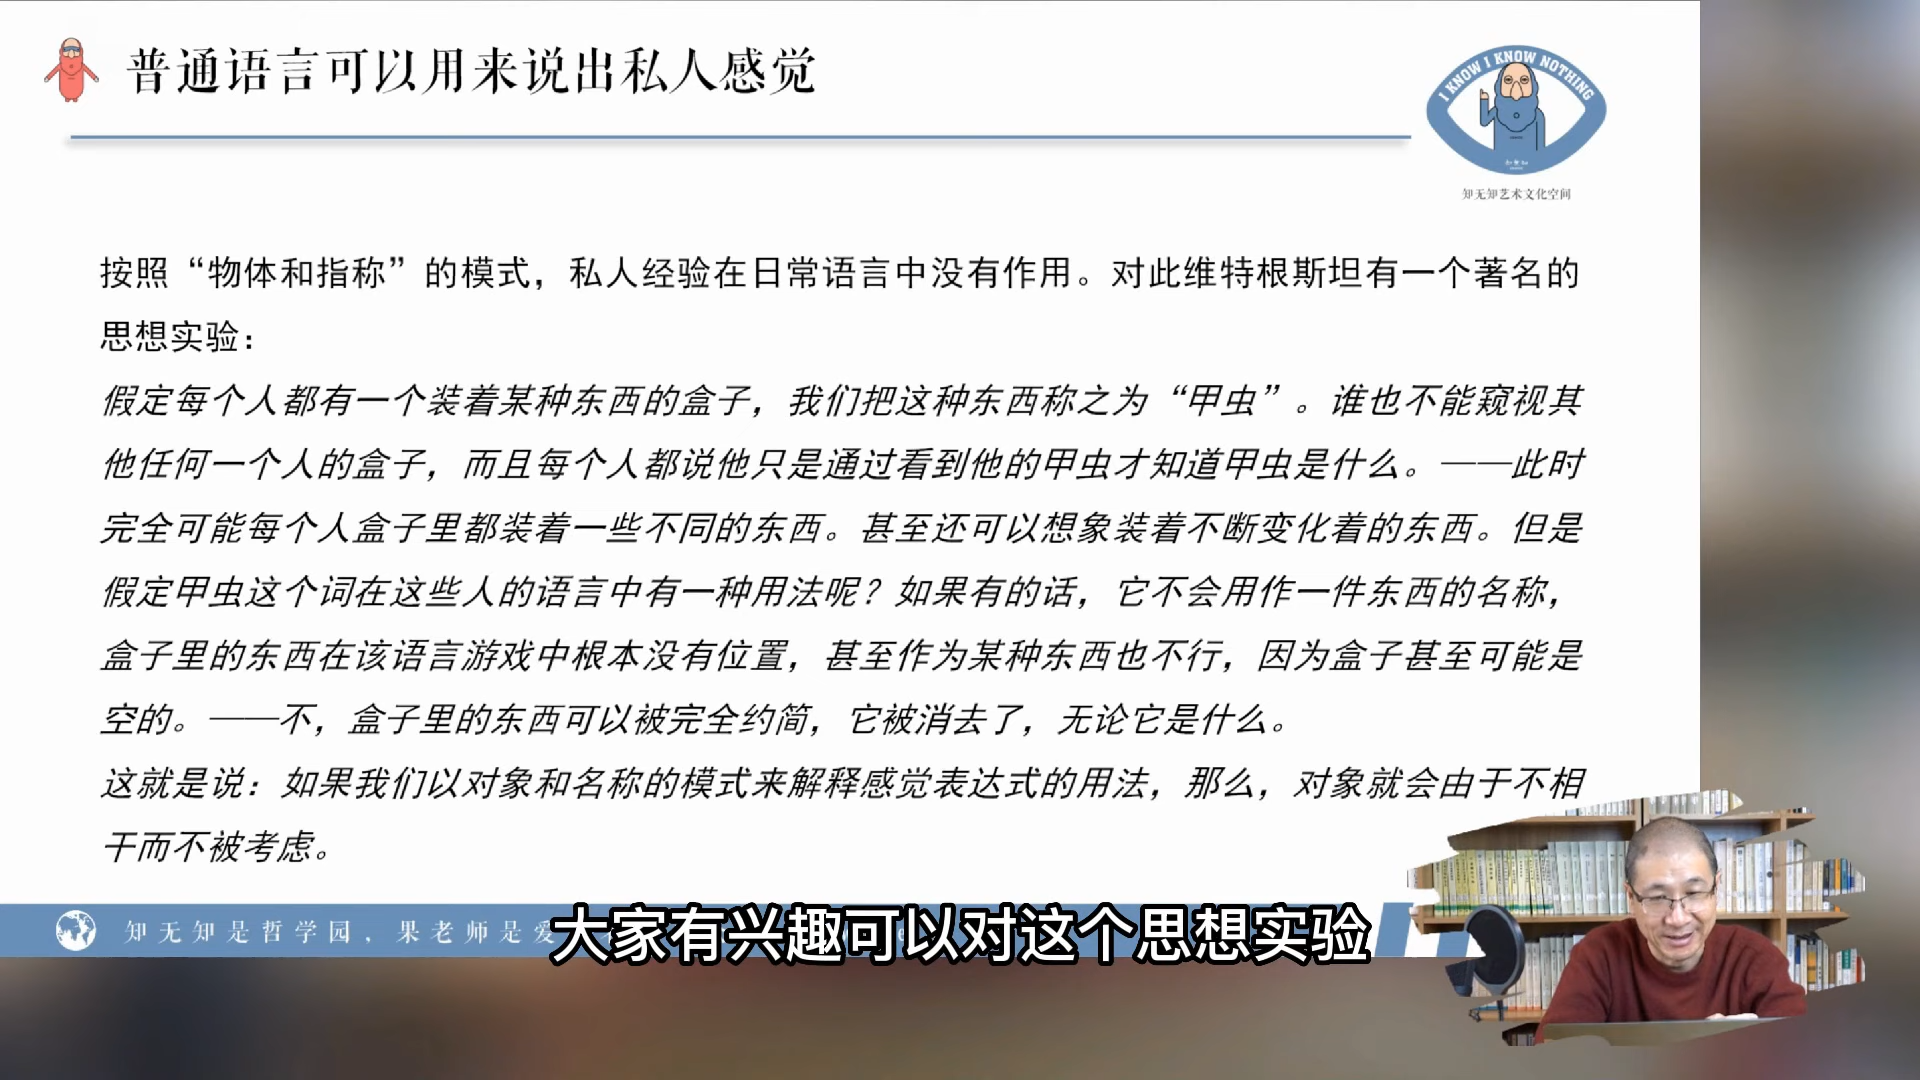 普通语言可以用来说出私人感觉
I KNOW I KNOW NOTHING
知无知艺术文化空间
按照“物体和指称”的模式，私人经验在日常语言中没有作用。对此维特根斯坦有一个著名的
思想实验：
假定每个人都有一个装着某种东西的盒子，我们把这种东西称之为“甲虫”。谁也不能窥视其
他任何一个人的盒子，而且每个人都说他只是通过看到他的甲虫才知道甲虫是什么。——此时
完全可能每个人盒子里都装着一些不同的东西。甚至还可以想象装着不断变化着的东西。但是
假定甲虫这个词在这些人的语言中有一种用法呢？如果有的话，它不会用作一件东西的名称，
盒子里的东西在该语言游戏中根本没有位置，甚至作为某种东西也不行，因为盒子甚至可能是
空的。——不，盒子里的东西可以被完全约简，它被消去了，无论它是什么。
这就是说：如果我们以对象和名称的模式来解释感觉表达式的用法，那么，对象就会由于不相
干而不被考虑。
知无知是哲学园，果老师是爱
大家有兴趣可以对这个思想实验